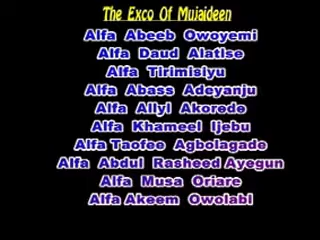 The Exco Of Mujaideen
Alfa Abeeb Owoyemi
Alfa Daud Alatise
Alfa Tirimisiyu
Alfa Abass Adeyanju
Alfa Aliyi Akorede
Alfa Khameel Ijebu
Alfa Taofee Agbolagade
Alfa Abdul Rasheed Ayegun
Alfa Musa Oriare
Alfa Akeem Owolabi